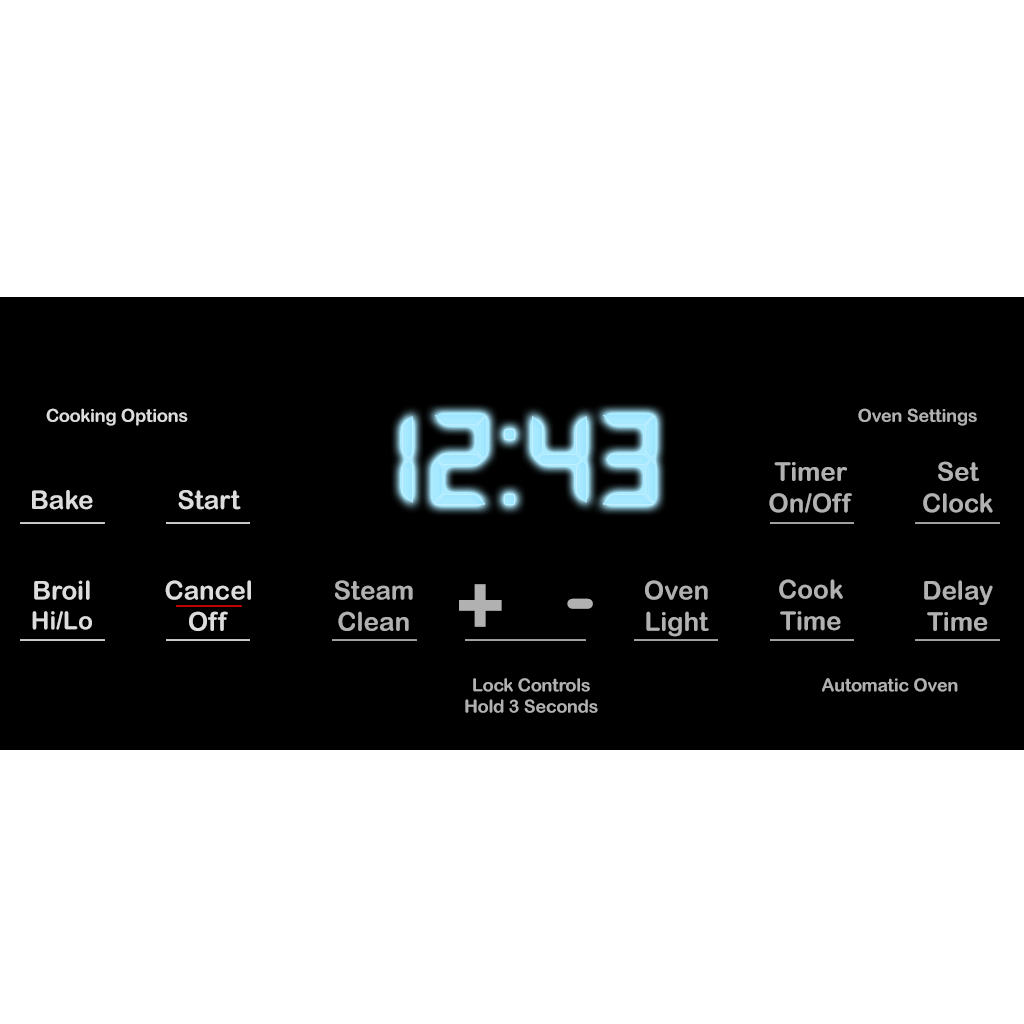 Cooking Options
12:43
Oven Settings
Bake
Start
Timer
On/Off
Set
Clock
Broil
Hi/Lo
Cancel
Off
Steam
Clean
+ -
Oven
Light
Cook
Time
Delay
Time
Lock Controls
Hold 3 Seconds
Automatic Oven